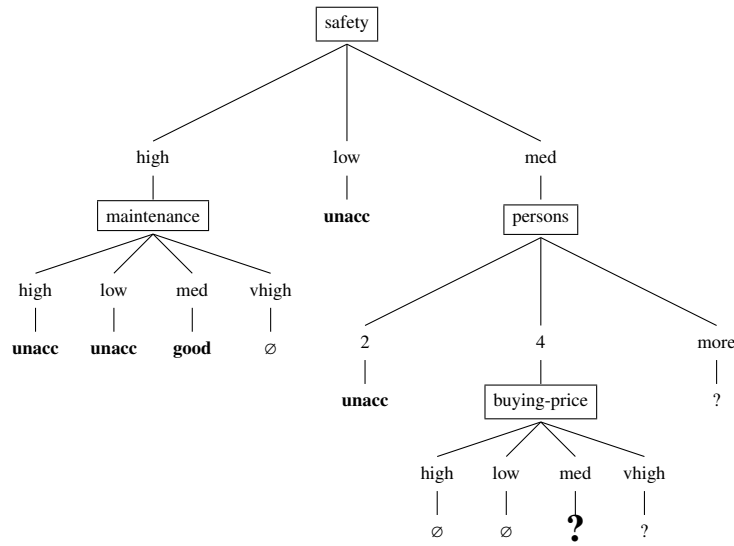 safety
high low med
maintenance unacc persons
high low med vhigh
unacc unacc good ∅
2 4 more
unacc buying-price ?
high low med vhigh
∅ ∅ ? ?